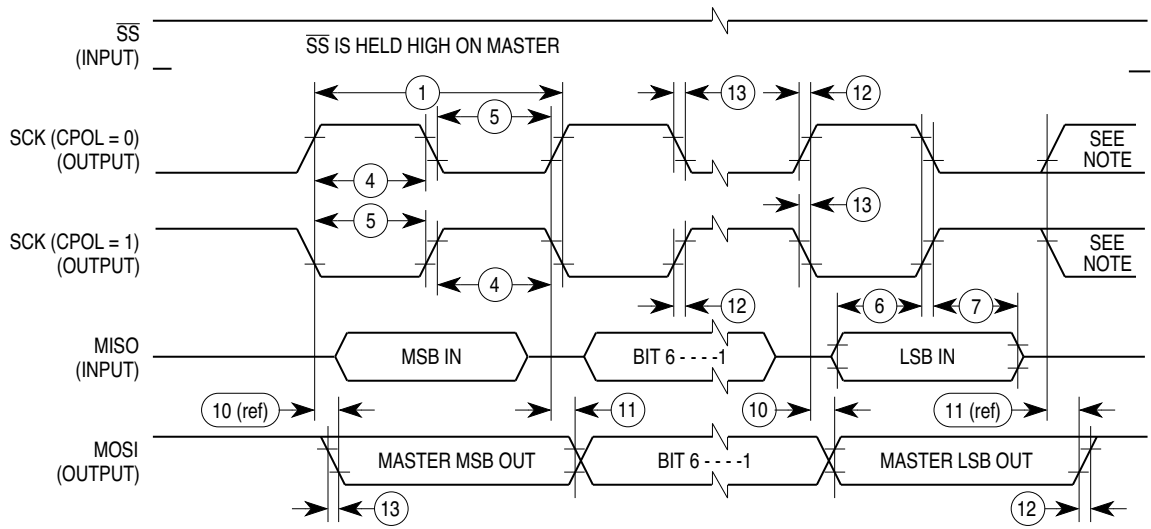 SS
(INPUT)
SS IS HELD HIGH ON MASTER
1
13
12
5
SCK (CPOL = 0)
(OUTPUT)
SEE
NOTE
4
5
13
SCK (CPOL = 1)
(OUTPUT)
SEE
NOTE
4
12
6
7
MISO
(INPUT)
MSB IN
BIT 6 - - - -1
LSB IN
10 (ref)
11
10
11 (ref)
MOSI
(OUTPUT)
MASTER MSB OUT
BIT 6 - - - -1
MASTER LSB OUT
13
12